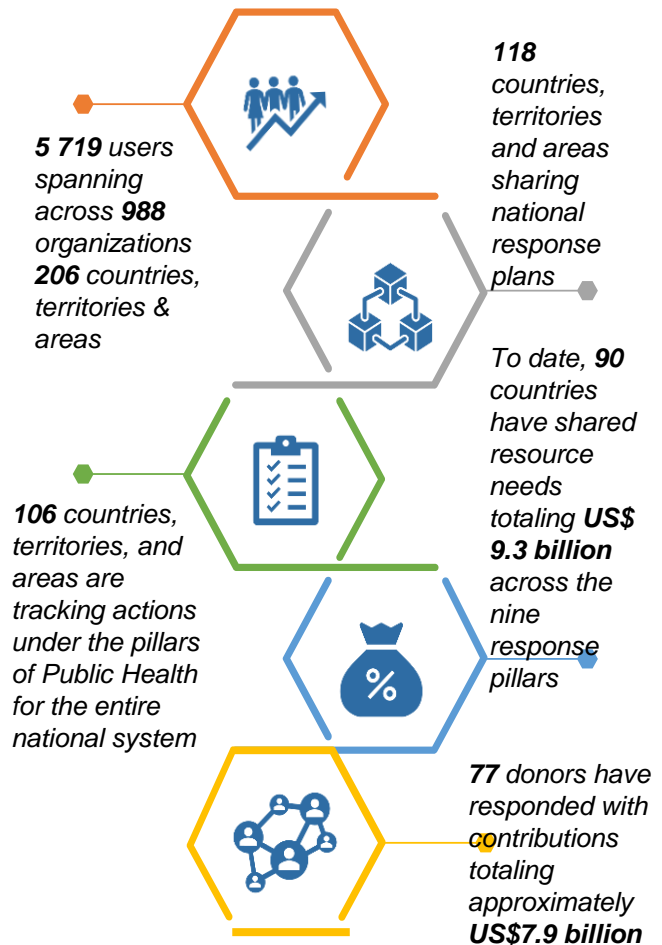 5 719 users
spanning
across 988
organizations
206 countries,
territories &
areas
118
countries,
territories
and areas
sharing
national
response
plans
106 countries,
territories, and
areas are
tracking actions
under the pillars
of Public Health
for the entire
national system
To date, 90
countries
have shared
resource
needs
totaling US$
9.3 billion
across the
nine
response
pillars
%
77 donors have
responded with
contributions
totaling
approximately
US$7.9 billion